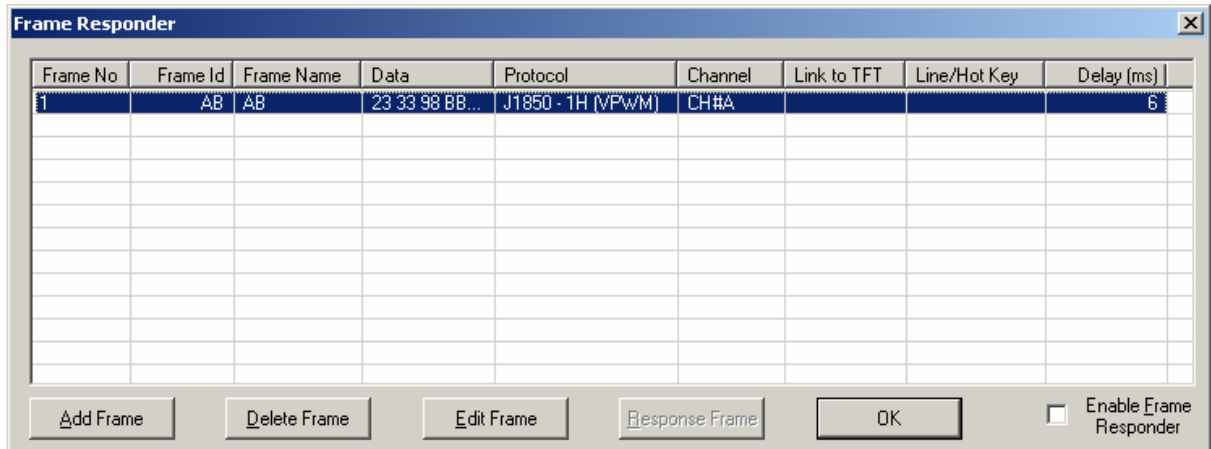 Frame Responder
Frame No Frame Id Frame Name Data Protocol Channel Link to TFT Line/Hot Key Delay (ms)
1 AB AB 23 33 98 BB... J1850 - 1H (VPWM) CH#A 6
Add Frame Delete Frame Edit Frame Response Frame OK Enable Frame
Responder